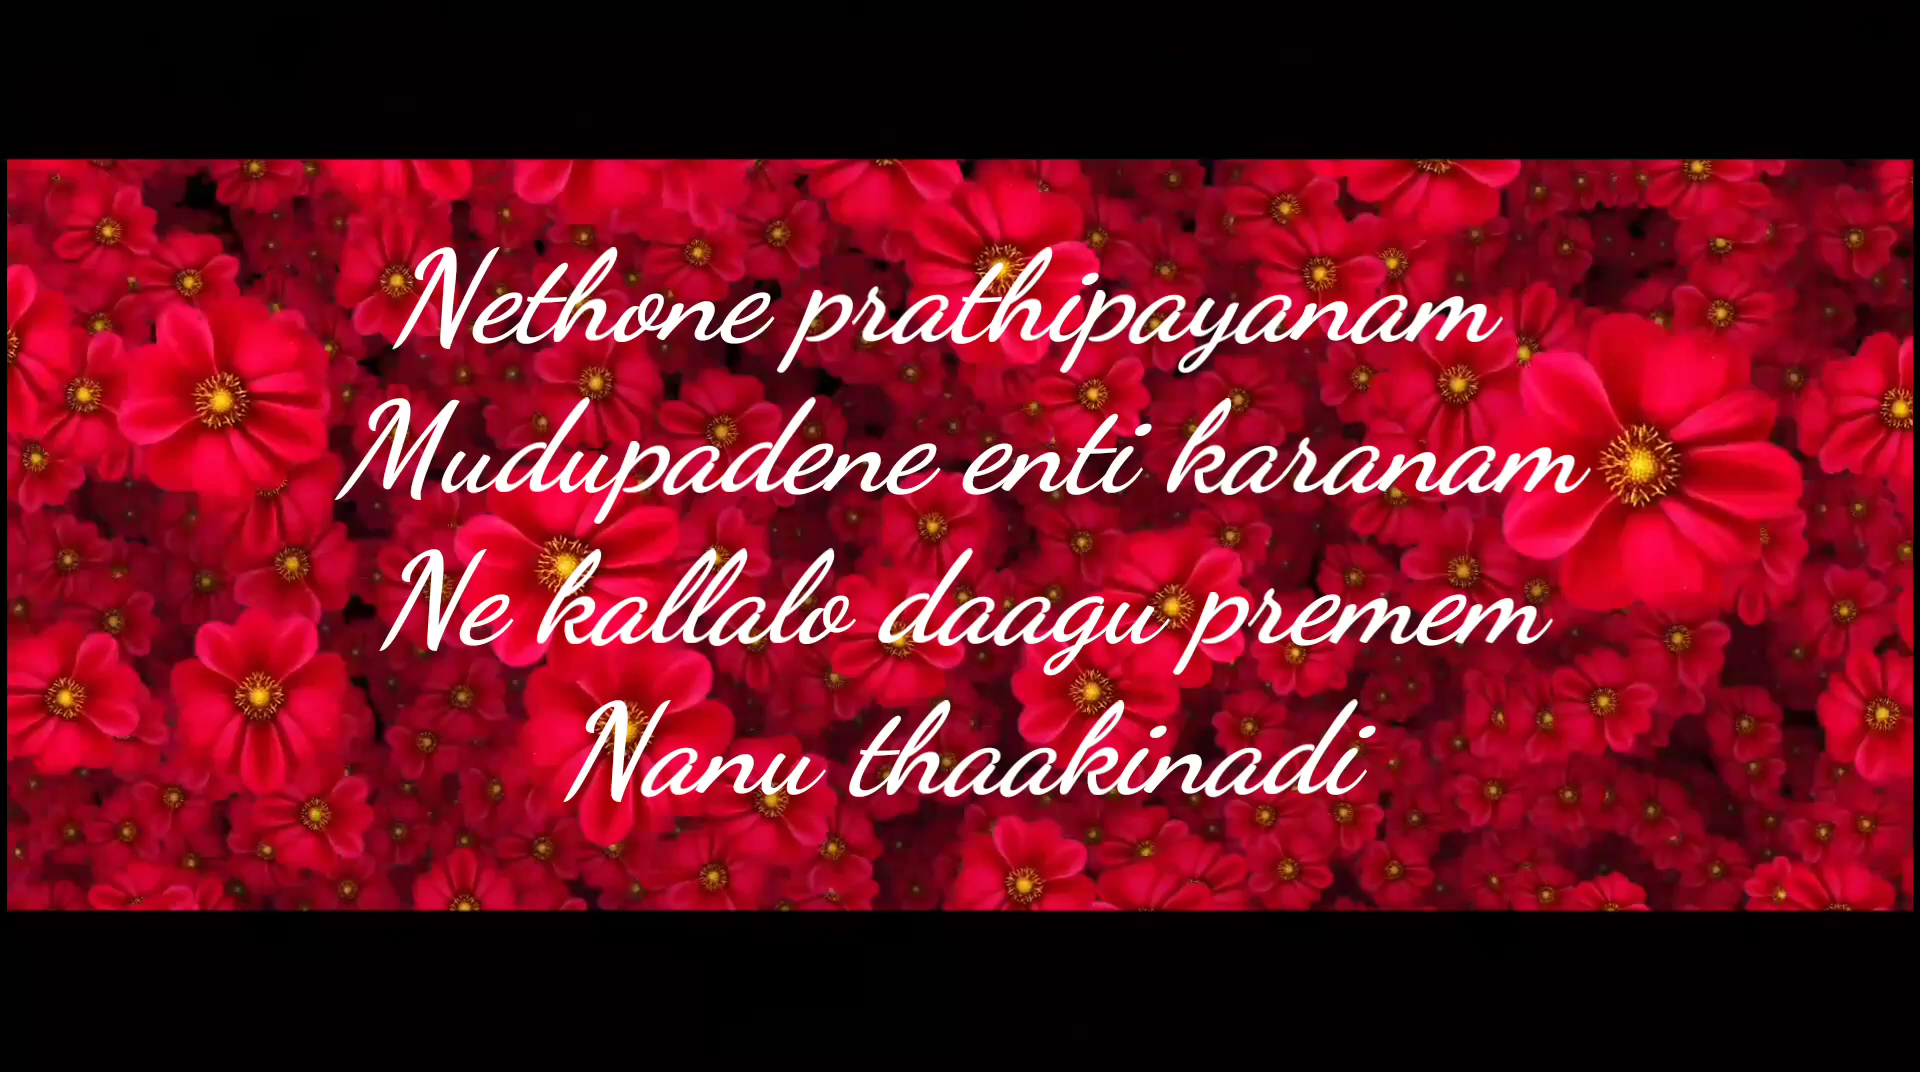 Nethone prathipayanam
Mudupadene enti karanam
Ne kallalo daagu premem
Nanu thaakinadi